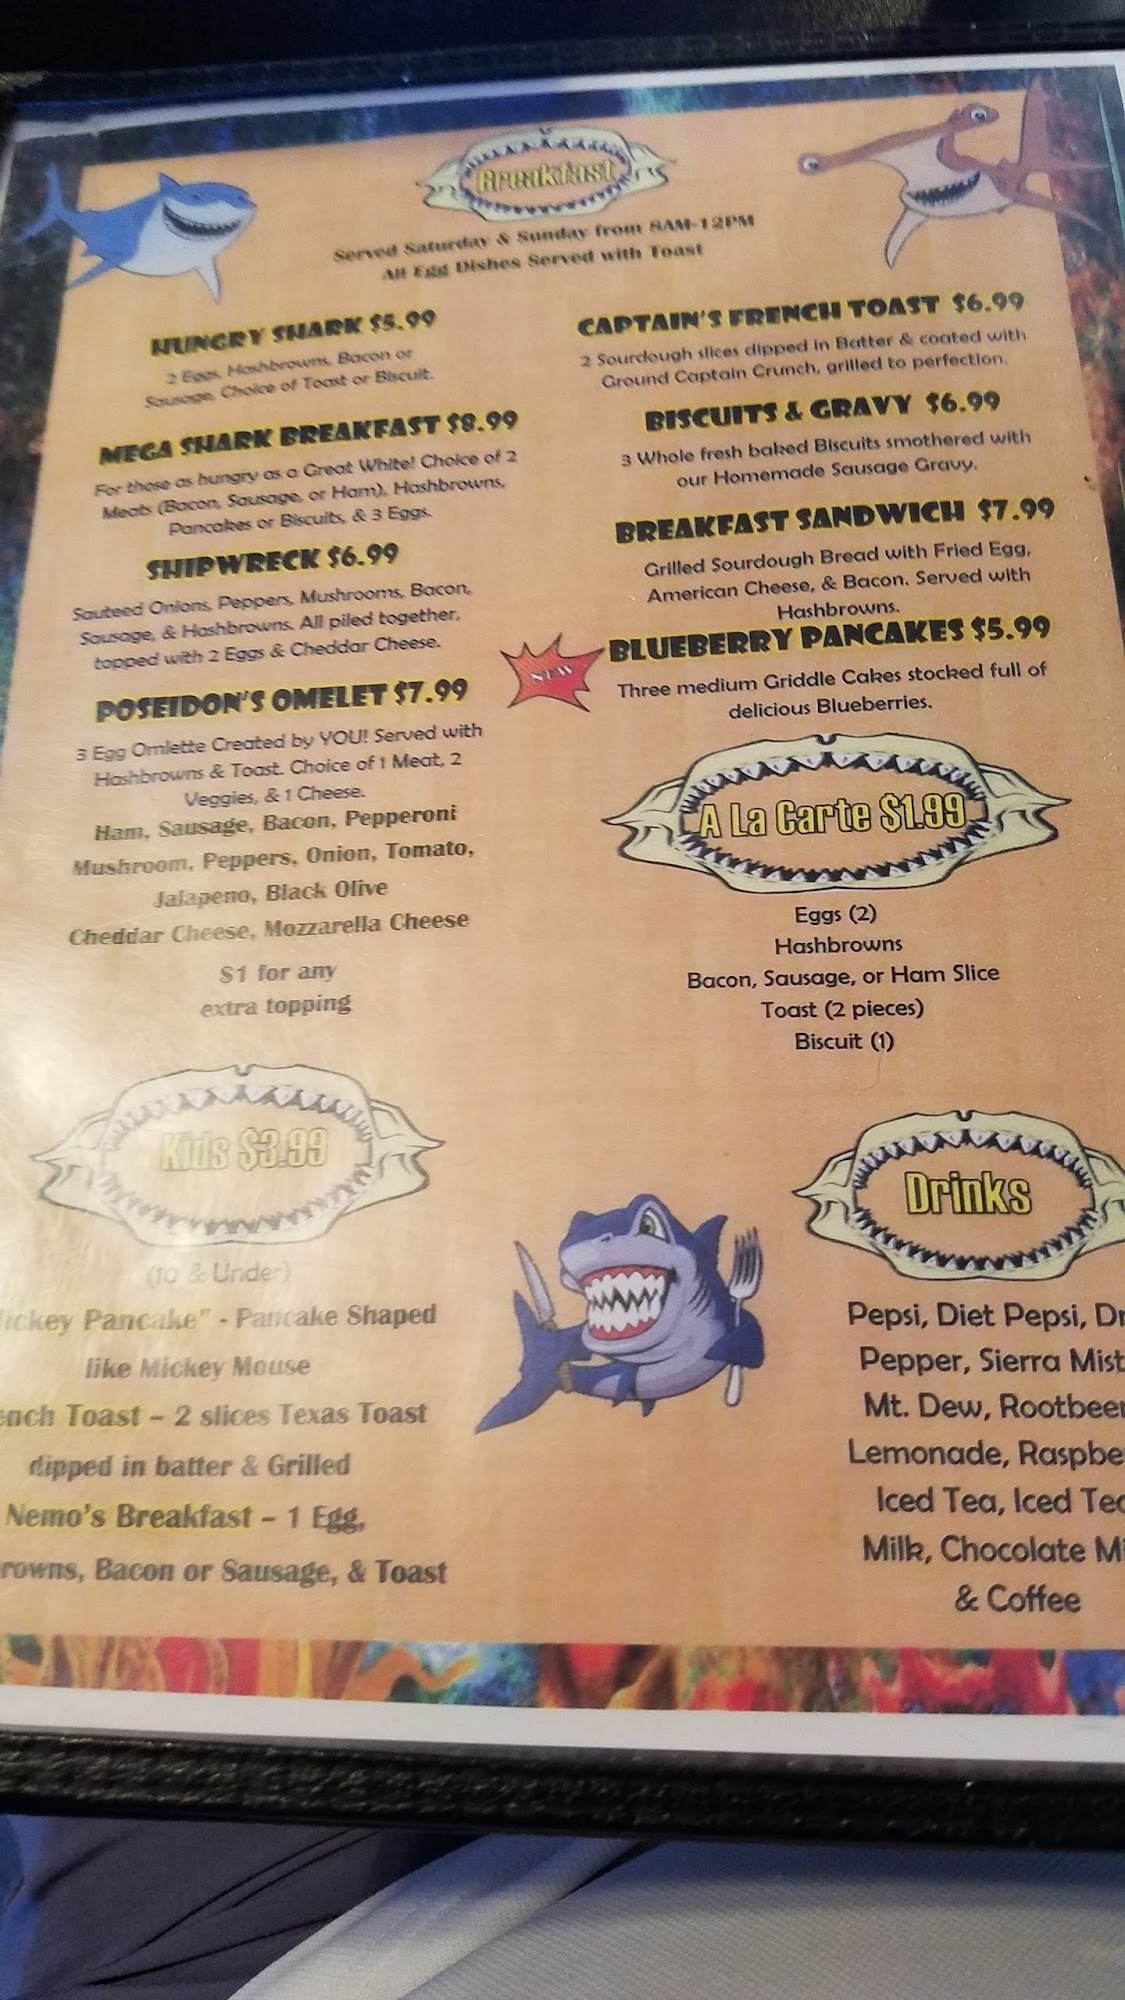 Breakfast
Served Saturday & Sunday from 8AM-12PM
All Egg Dishes Served with Toast
HUNGRY SHARK $5.99
2 Eggs, Hashbrowns, Bacon or
Sausage, Choice of Toast or Biscuit.
MEGA SHARK BREAKFAST $8.99
For those as hungry as a Great White! Choice of 2
Meats (Bacon, Sausage, or Ham), Hashbrowns,
Pancakes or Biscuits, & 3 Eggs.
SHIPWRECK $6.99
Sauteed Onions, Peppers, Mushrooms, Bacon,
Sausage, & Hashbrowns. All piled together,
topped with 2 Eggs & Cheddar Cheese.
POSEIDON'S OMELET $7.99
3 Egg Omlette Created by YOU! Served with
Hashbrowns & Toast. Choice of 1 Meat, 2
Veggies, & 1 Cheese.
Ham, Sausage, Bacon, Pepperoni
Mushroom, Peppers, Onion, Tomato,
Jalapeno, Black Olive
Cheddar Cheese, Mozzarella Cheese
$1 for any
extra topping
CAPTAIN'S FRENCH TOAST $6.99
2 Sourdough slices dipped in Batter & coated with
Ground Captain Crunch, grilled to perfection.
BISCUITS & GRAVY $6.99
3 Whole fresh baked Biscuits smothered with
our Homemade Sausage Gravy.
BREAKFAST SANDWICH $7.99
Grilled Sourdough Bread with Fried Egg,
American Cheese, & Bacon. Served with
Hashbrowns.
NEW
BLUEBERRY PANCAKES $5.99
Three medium Griddle Cakes stocked full of
delicious Blueberries.
A La Carte $1.99
Eggs (2)
Hashbrowns
Bacon, Sausage, or Ham Slice
Toast (2 pieces)
Biscuit (1)
Kids $3.99
(10 & Under)
ickey Pancake" - Pancake Shaped
like Mickey Mouse
ench Toast – 2 slices Texas Toast
dipped in batter & Grilled
Nemo's Breakfast – 1 Egg,
rowns, Bacon or Sausage, & Toast
Drinks
Pepsi, Diet Pepsi, Dr
Pepper, Sierra Mist
Mt. Dew, Rootbeer
Lemonade, Raspbe
Iced Tea, Iced Tea
Milk, Chocolate Mi
& Coffee